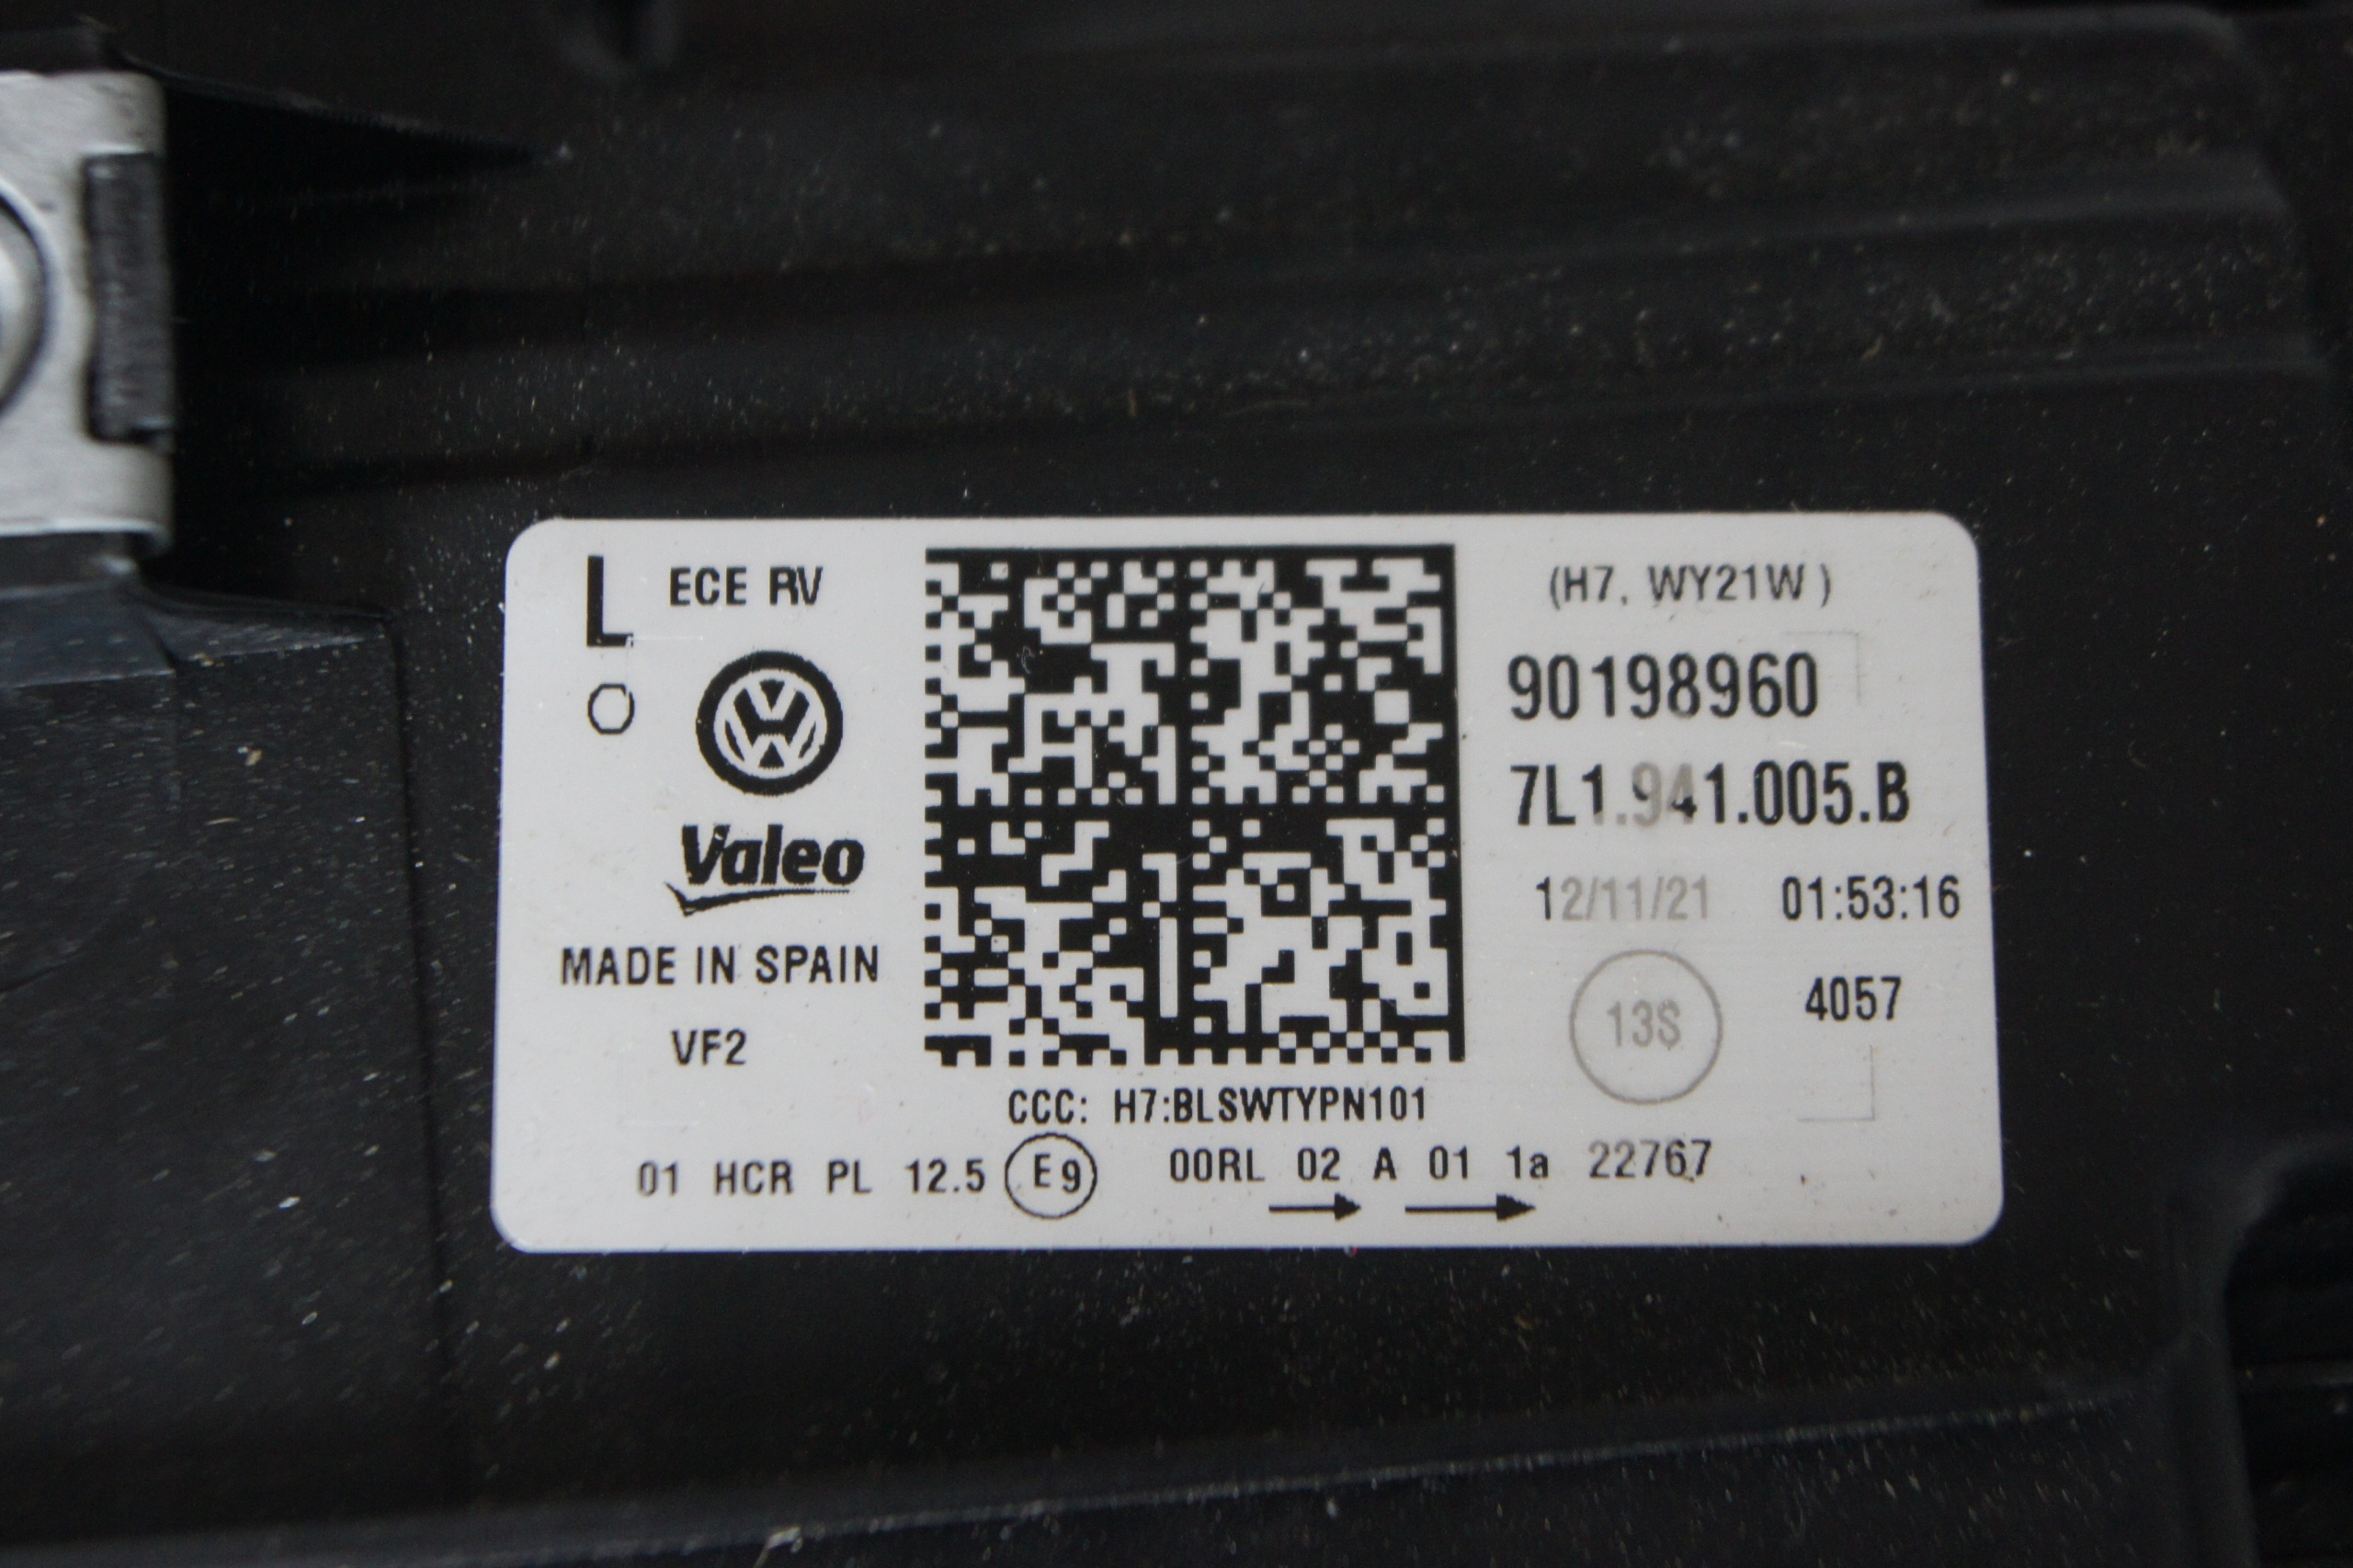 L ECE RV
O
VW
Valeo
MADE IN SPAIN
VF2
(H7, WY21W)
90198960
7L1.941.005.B
12/11/21 01:53:16
13S 4057
CCC: H7:BLSWTYPN101
01 HCR PL 12.5 E9 00RL 02 A 01 1a 22767